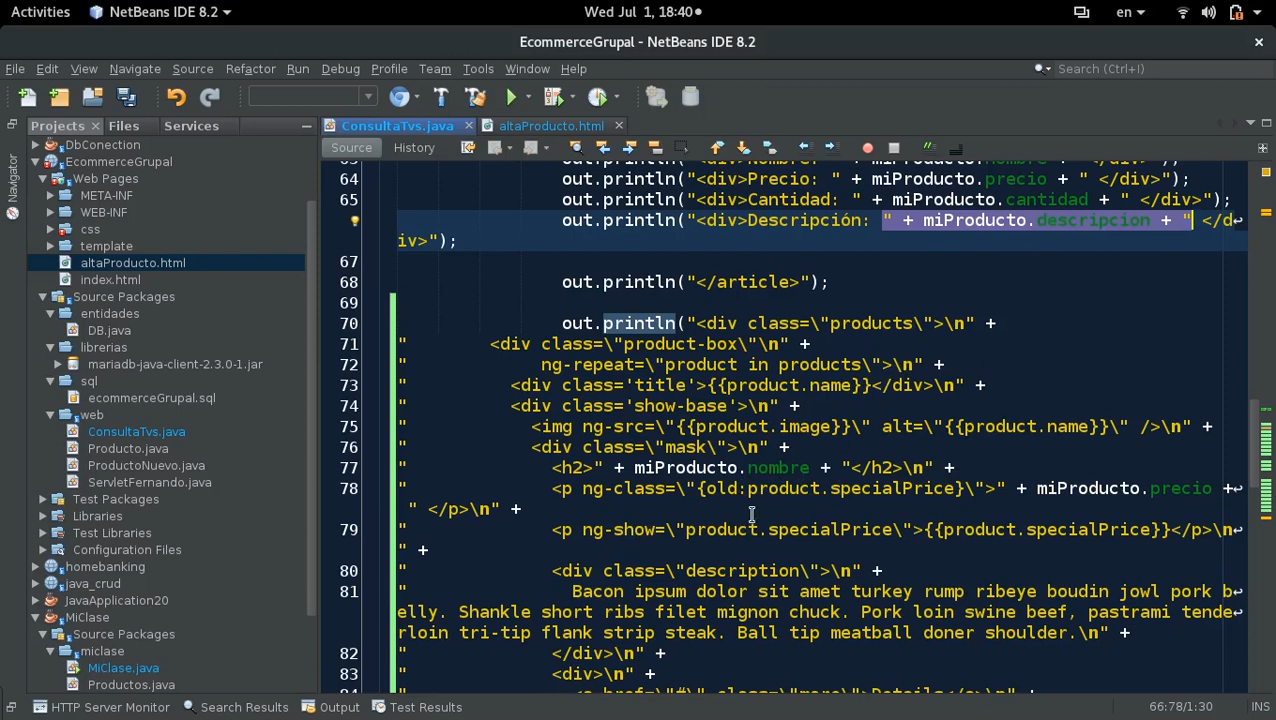 Activities NetBeans IDE 8.2 Wed Jul 1, 18:40 en
EcommerceGrupal - NetBeans IDE 8.2
File Edit View Navigate Source Refactor Run Debug Profile Team Tools Window Help Search (Ctrl+I)
Projects Files Services ConsultaTvs.java altaProducto.html
Source History
Navigator
DbConection
EcommerceGrupal
Web Pages
META-INF
WEB-INF
css
template
altaProducto.html
index.html
Source Packages
entidades
DB.java
librerias
mariadb-java-client-2.3.0-1.jar
sql
ecommerceGrupal.sql
web
ConsultaTvs.java
Producto.java
ProductoNuevo.java
ServletFernando.java
Test Packages
Libraries
Test Libraries
Configuration Files
homebanking
java_crud
JavaApplication20
MiClase
Source Packages
miclase
MiClase.java
Productos.java
64 out.println("<div>Precio: " + miProducto.precio + " </div>");
65 out.println("<div>Cantidad: " + miProducto.cantidad + " </div>");
out.println("<div>Descripción: " + miProducto.descripcion + " </d
iv>");
67
68 out.println("</article>");
69
70 out.println("<div class=\"products\">\n" +
71 " <div class=\"product-box\"\n" +
72 " ng-repeat=\"product in products\">\n" +
73 " <div class='title'>{{product.name}}</div>\n" +
74 " <div class='show-base'>\n" +
75 " <img ng-src=\"{{product.image}}\" alt=\"{{product.name}}\" />\n" +
76 " <div class=\"mask\">\n" +
77 " <h2>" + miProducto.nombre + "</h2>\n" +
78 " <p ng-class=\"{old:product.specialPrice}\">" + miProducto.precio +
" </p>\n" +
79 " <p ng-show=\"product.specialPrice\">{{product.specialPrice}}</p>\n
" +
80 " <div class=\"description\">\n" +
81 " Bacon ipsum dolor sit amet turkey rump ribeye boudin jowl pork b
elly. Shankle short ribs filet mignon chuck. Pork loin swine beef, pastrami tende
rloin tri-tip flank strip steak. Ball tip meatball doner shoulder.\n" +
82 " </div>\n" +
83 " <div>\n" +
84 " <a href=\"#\" class=\"more\">Details</a>\n" +
HTTP Server Monitor Search Results Output Test Results 66:78/1:30 INS